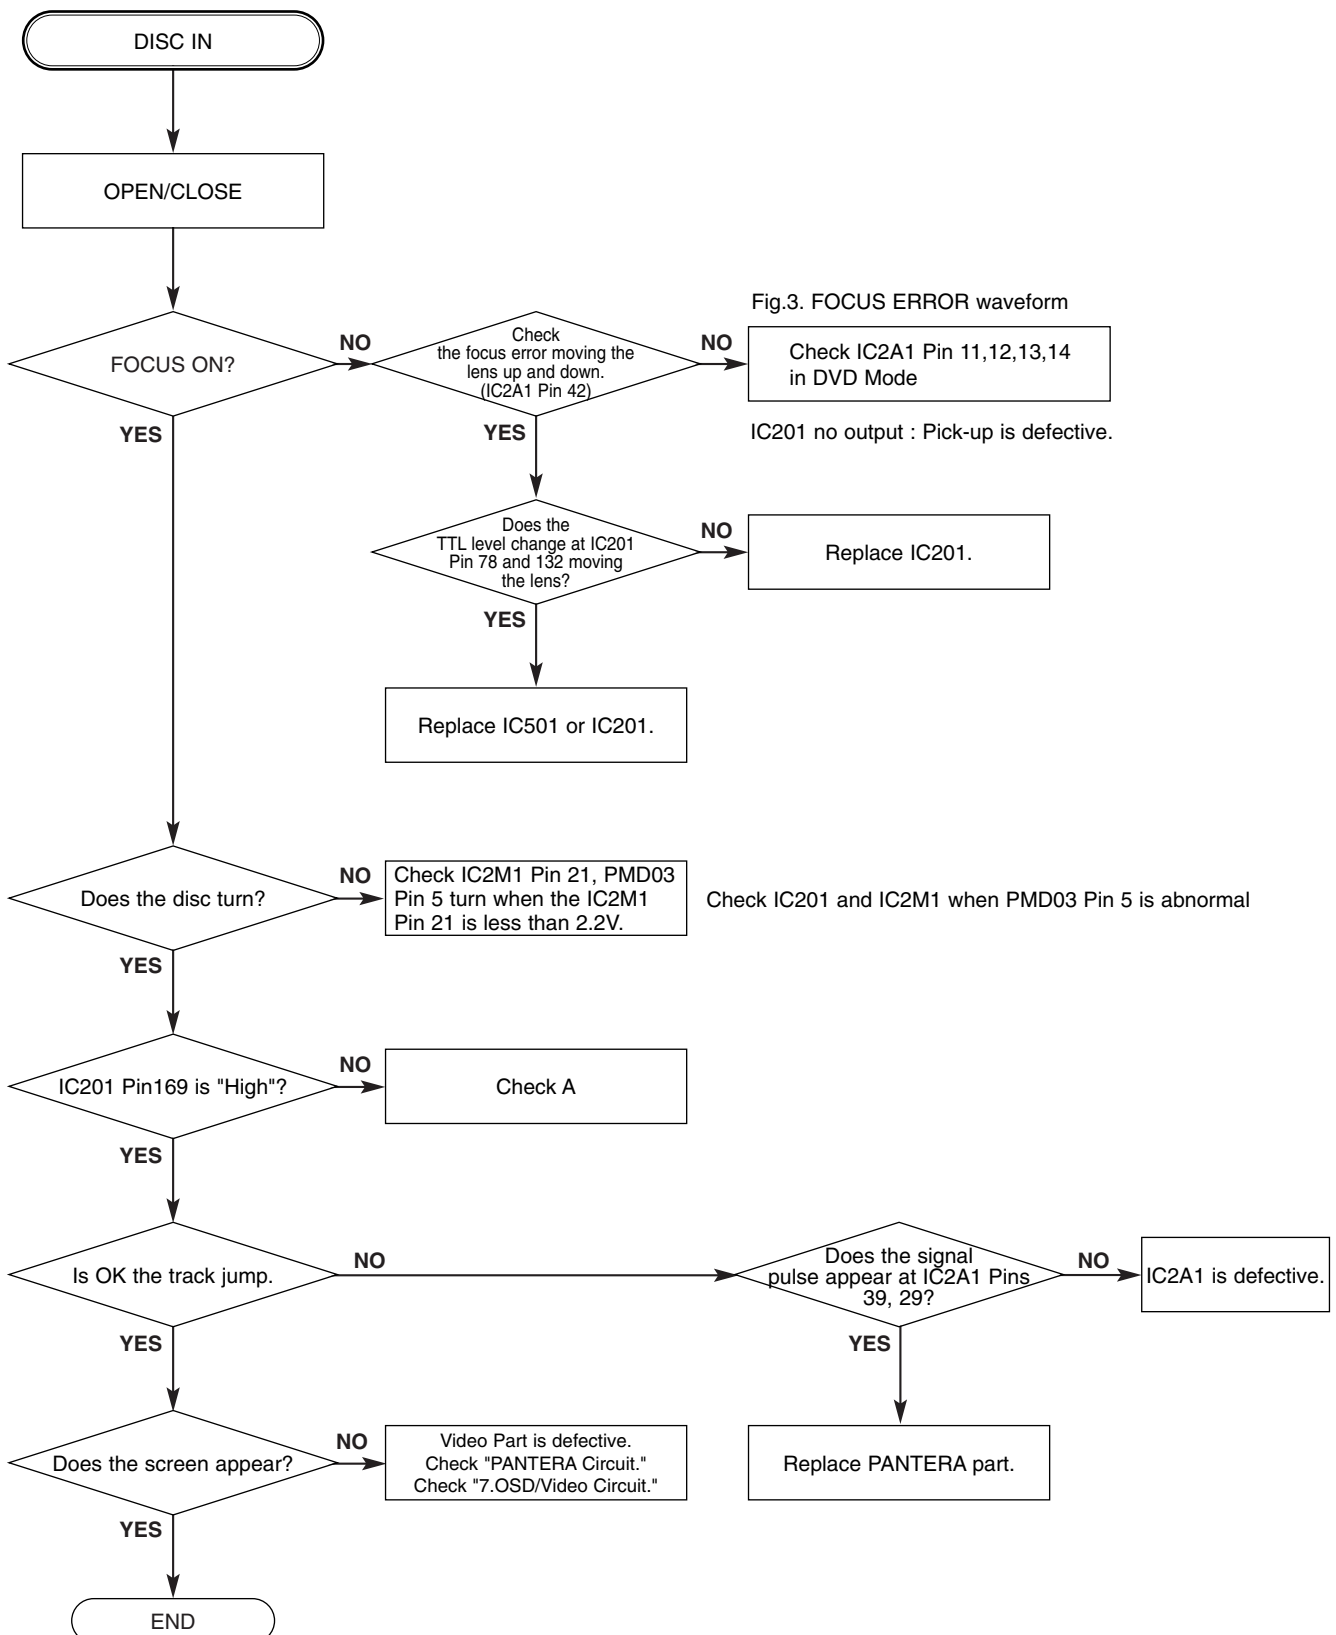 DISC IN
OPEN/CLOSE
FOCUS ON?
NO
YES
Check
the focus error moving the
lens up and down.
(IC2A1 Pin 42)
NO
YES
Fig.3. FOCUS ERROR waveform
Check IC2A1 Pin 11,12,13,14
in DVD Mode
IC201 no output : Pick-up is defective.
Does the
TTL level change at IC201
Pin 78 and 132 moving
the lens?
NO
YES
Replace IC201.
Replace IC501 or IC201.
Does the disc turn?
NO
YES
Check IC2M1 Pin 21, PMD03
Pin 5 turn when the IC2M1
Pin 21 is less than 2.2V.
Check IC201 and IC2M1 when PMD03 Pin 5 is abnormal
IC201 Pin169 is "High"?
NO
YES
Check A
Is OK the track jump.
NO
YES
Does the signal
pulse appear at IC2A1 Pins
39, 29?
NO
YES
IC2A1 is defective.
Replace PANTERA part.
Does the screen appear?
NO
YES
Video Part is defective.
Check "PANTERA Circuit."
Check "7.OSD/Video Circuit."
END